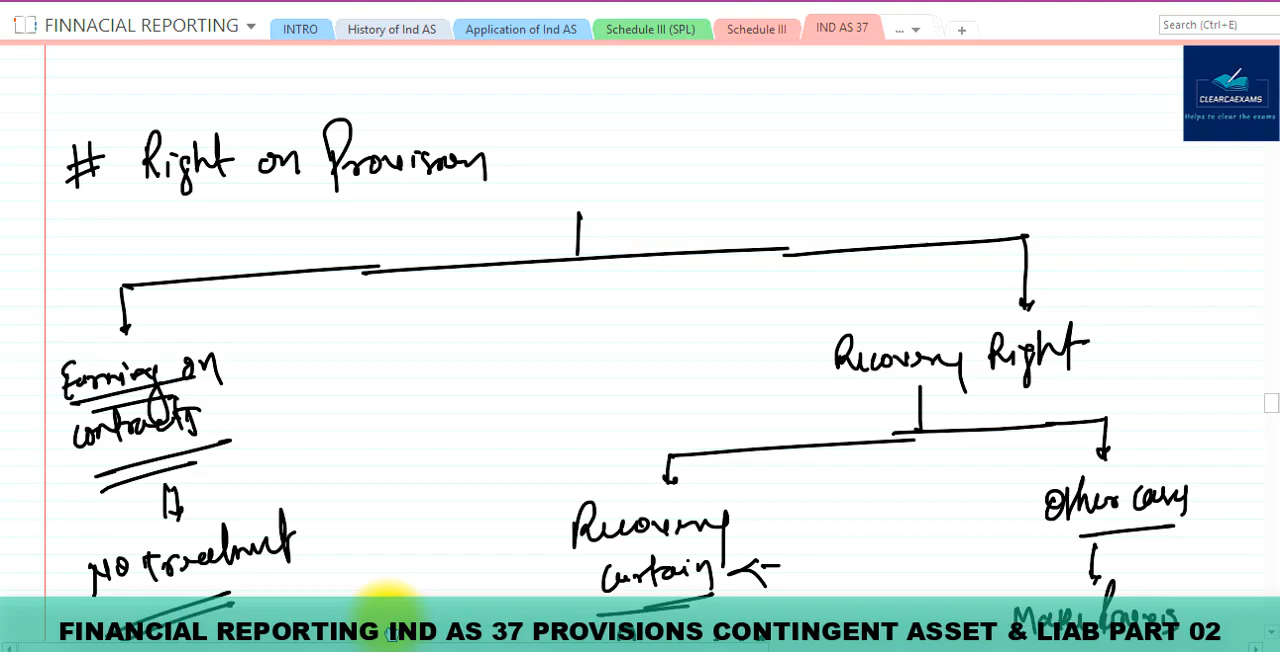 FINNACIAL REPORTING
INTRO
History of Ind AS
Application of Ind AS
Schedule III (SPL)
Schedule III
IND AS 37
...
+
Search (Ctrl+E)
CLEARCAEXAMS
Helps to clear the exams
# Right on Provision
Earning on
contracts
No treatment
Recovery Right
Recovery
Certain
Other case
FINANCIAL REPORTING IND AS 37 PROVISIONS CONTINGENT ASSET & LIAB PART 02